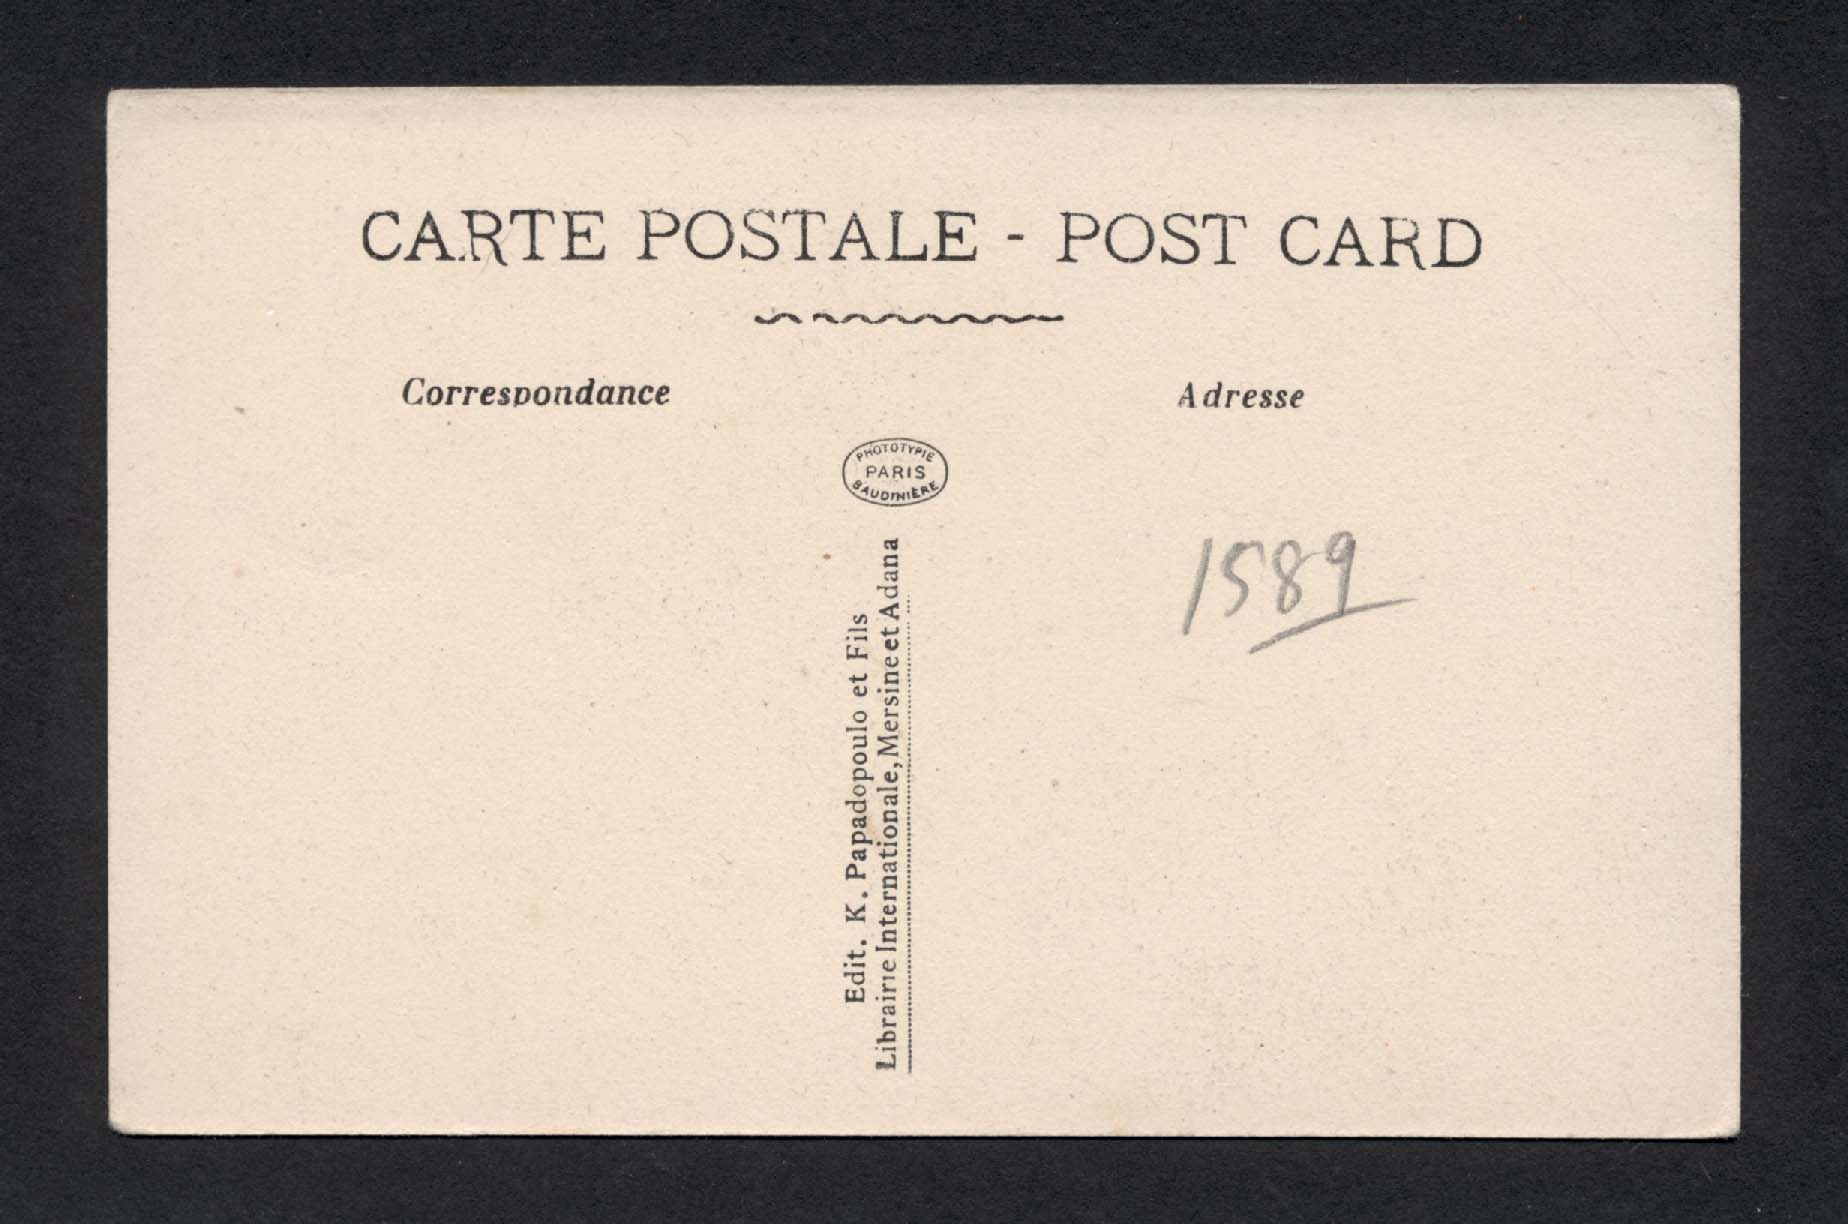 CARTE POSTALE - POST CARD
Correspondance
Adresse
PHOTOTYPIE
PARIS
BAUDINIÈRE
1589
Edit. K. Papadopoulo et Fils
Librairie Internationale, Mersine et Adana